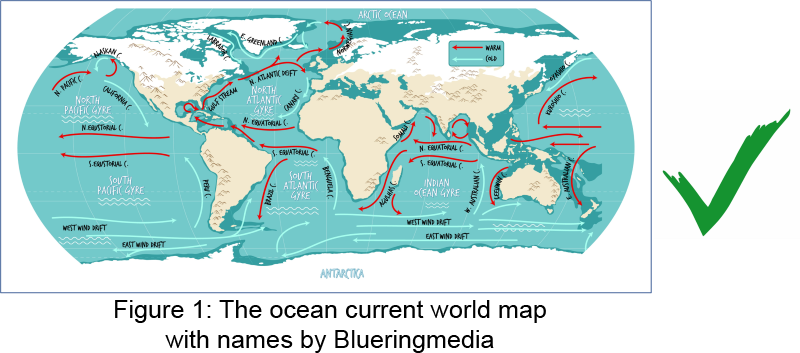 ARCTIC OCEAN
ALASKAN C.
N. PACIFIC C.
CALIFORNIA C.
NORTH
PACIFIC GYRE
LABRADOR C.
E. GREENLAND C.
NORWEGIAN C.
N. ATLANTIC DRIFT
GULF STREAM
NORTH
ATLANTIC
GYRE
CANARY C.
WARM
COLD
OYASHIO C.
KUROSHIO C.
N.EQUSTORIAL C.
N. EQUATORIAL C.
SOMALI C.
N. EQUATORIAL C.
S.EQUTORIAL C.
S. EQUATORIAL C.
S. EQUATORIAL C.
SOUTH
PACIFIC GYRE
PERU C.
BRAZIL C.
SOUTH
ATLANTIC
GYRE
BENGUELA C.
AGULHAS C.
INDIAN
OCEAN GYRE
W. AUSTRALIAN C.
LEEUWIN C.
E. AUSTRALIAN C.
WEST WIND DRIFT
EAST WIND DRIFT
WEST WIND DRIFT
EAST WIND DRIFT
ANTARCTICA
Figure 1: The ocean current world map
with names by Blueringmedia